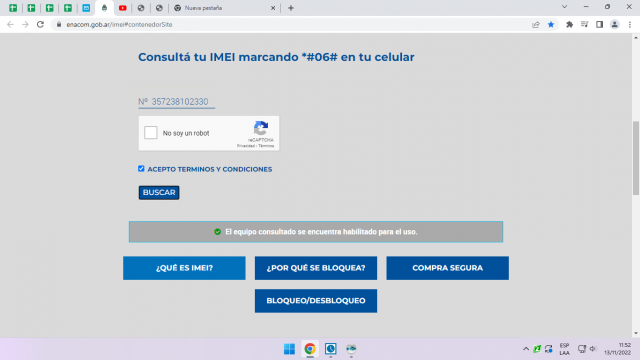 Nueva pestaña
enacom.gob.ar/imei#contenedorSite
Consultá tu IMEI marcando *#06# en tu celular
Nº 357238102330
No soy un robot
reCAPTCHA
Privacidad - Términos
ACEPTO TERMINOS Y CONDICIONES
BUSCAR
El equipo consultado se encuentra habilitado para el uso.
¿QUÉ ES IMEI?
¿POR QUÉ SE BLOQUEA?
COMPRA SEGURA
BLOQUEO/DESBLOQUEO
ESP
LAA
11:52
13/11/2022